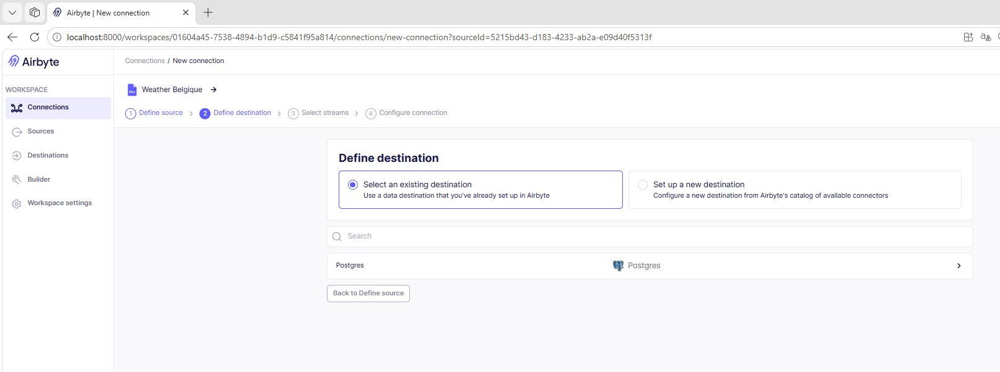 Airbyte | New connection
localhost:8000/workspaces/01604a45-7538-4894-b1d9-c5841f95a814/connections/new-connection?sourceId=5215bd43-d183-4233-ab2a-e09d40f5313f
Airbyte
Connections / New connection
WORKSPACE
Weather Belgique
Connections
1 Define source 2 Define destination 3 Select streams 4 Configure connection
Sources
Destinations
Builder
Workspace settings
Define destination
Select an existing destination
Use a data destination that you've already set up in Airbyte
Set up a new destination
Configure a new destination from Airbyte's catalog of available connectors
Search
Postgres Postgres
Back to Define source